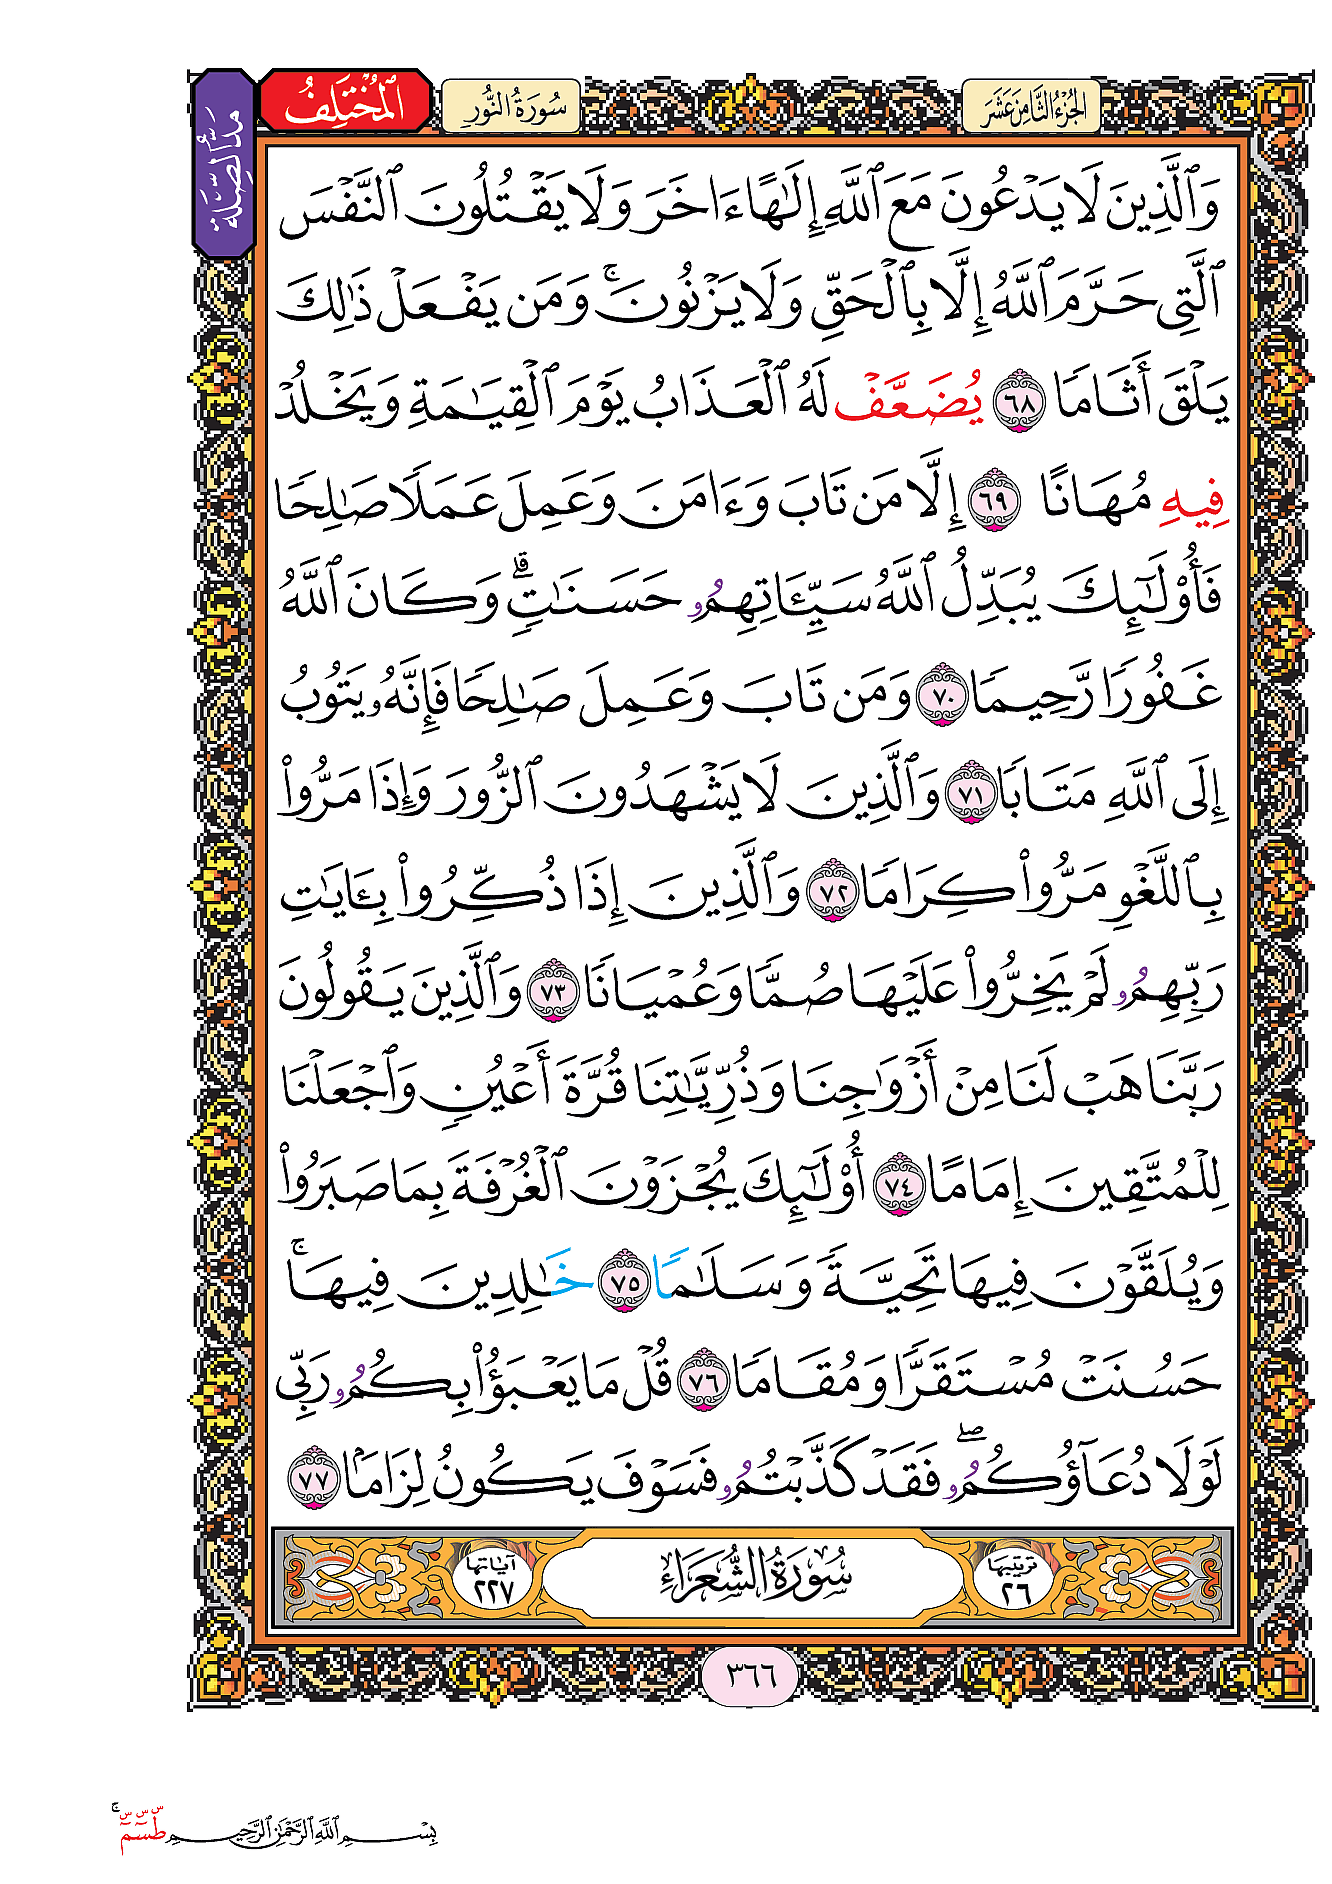 الجُزْءُ الثَّامِنَ عَشَرَ
سُورَةُ النُّورِ
ٱلْمُخْتَلِفُ
مَدُّ الصِّلَةِ
وَٱلَّذِينَ لَا يَدْعُونَ مَعَ ٱللَّهِ إِلَٰهًا ءَاخَرَ وَلَا يَقْتُلُونَ ٱلنَّفْسَ
ٱلَّتِى حَرَّمَ ٱللَّهُ إِلَّا بِٱلْحَقِّ وَلَا يَزْنُونَ ۚ وَمَن يَفْعَلْ ذَٰلِكَ
يَلْقَ أَثَامًا ٦٨ يُضَعَّفْ لَهُ ٱلْعَذَابُ يَوْمَ ٱلْقِيَٰمَةِ وَيَخْلُدْ
فِيهِ مُهَانًا ٦٩ إِلَّا مَن تَابَ وَءَامَنَ وَعَمِلَ عَمَلًا صَٰلِحًا
فَأُو۟لَٰٓئِكَ يُبَدِّلُ ٱللَّهُ سَيِّـَٔاتِهِمُۥ حَسَنَٰتٍ ۗ وَكَانَ ٱللَّهُ
غَفُورًا رَّحِيمًا ٧٠ وَمَن تَابَ وَعَمِلَ صَٰلِحًا فَإِنَّهُۥ يَتُوبُ
إِلَى ٱللَّهِ مَتَابًا ٧١ وَٱلَّذِينَ لَا يَشْهَدُونَ ٱلزُّورَ وَإِذَا مَرُّوا۟
بِٱللَّغْوِ مَرُّوا۟ كِرَامًا ٧٢ وَٱلَّذِينَ إِذَا ذُكِّرُوا۟ بِـَٔايَٰتِ
رَبِّهِمُۥ لَمْ يَخِرُّوا۟ عَلَيْهَا صُمًّا وَعُمْيَانًا ٧٣ وَٱلَّذِينَ يَقُولُونَ
رَبَّنَا هَبْ لَنَا مِنْ أَزْوَٰجِنَا وَذُرِّيَّٰتِنَا قُرَّةَ أَعْيُنٍ وَٱجْعَلْنَا
لِلْمُتَّقِينَ إِمَامًا ٧٤ أُو۟لَٰٓئِكَ يُجْزَوْنَ ٱلْغُرْفَةَ بِمَا صَبَرُوا۟
وَيُلَقَّوْنَ فِيهَا تَحِيَّةً وَسَلَٰمًا ٧٥ خَٰلِدِينَ فِيهَا ۚ
حَسُنَتْ مُسْتَقَرًّا وَمُقَامًا ٧٦ قُلْ مَا يَعْبَؤُا۟ بِكُمُۥ رَبِّى
لَوْلَا دُعَآؤُكُمُۥ ۖ فَقَدْ كَذَّبْتُمُۥ فَسَوْفَ يَكُونُ لِزَامًۢا ٧٧
ترتيبها ٢٦
سُورَةُ الشُّعَرَاءِ
آياتها ٢٢٧
٣٦٦
بِسْمِ ٱللَّهِ ٱلرَّحْمَٰنِ ٱلرَّحِيمِ طسٓمٓ ۚ